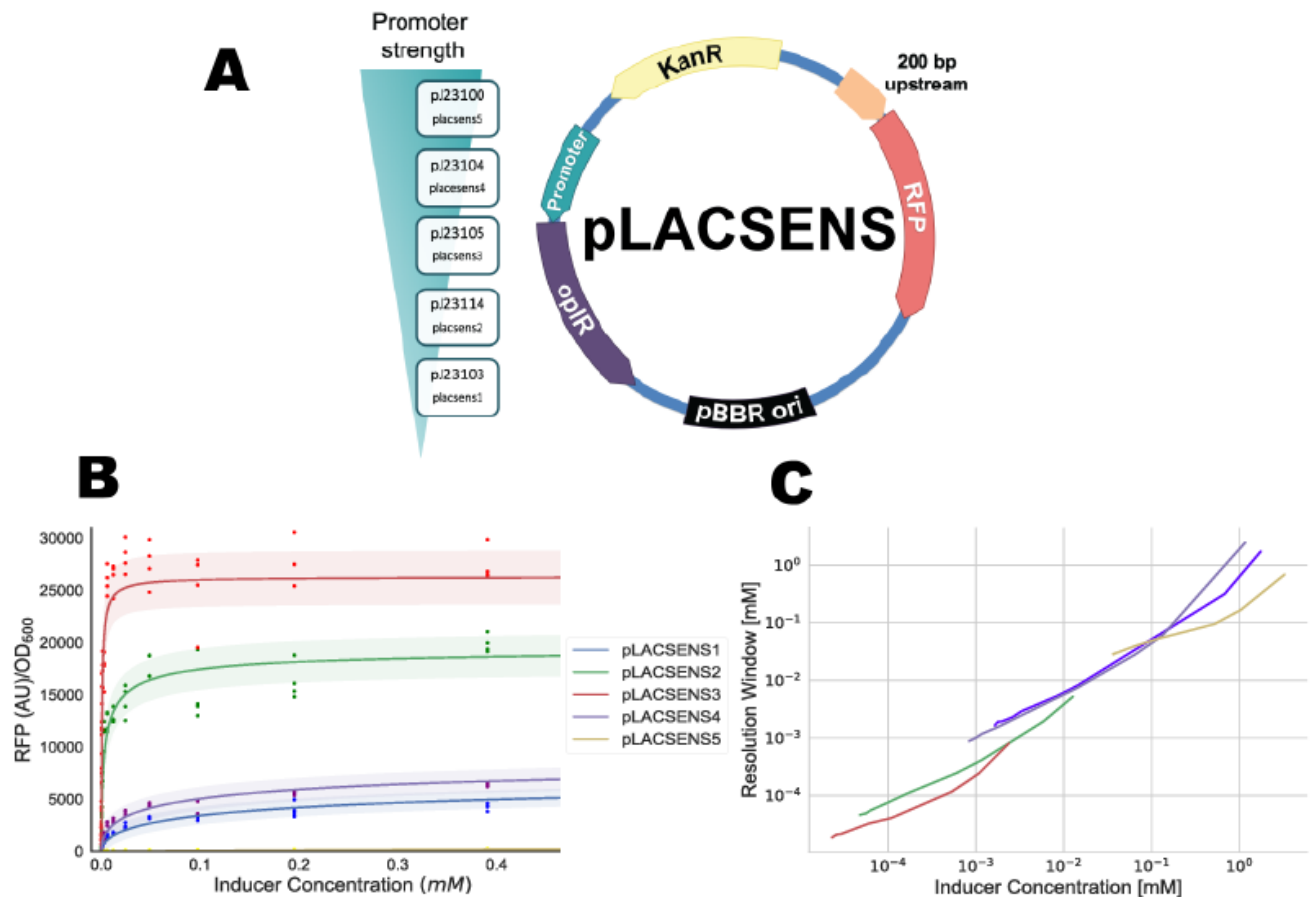 A
Promoter
strength
pJ23100
placsens5
pJ23104
placesens4
pJ23105
placsens3
pJ23114
placsens2
pJ23103
placsens1
KanR
200 bp
upstream
Promoter
RFP
pLACSENS
oplR
pBBR ori
B
RFP (AU)/OD600
30000
25000
20000
15000
10000
5000
0
0.0
0.1
0.2
0.3
0.4
Inducer Concentration (mM)
pLACSENS1
pLACSENS2
pLACSENS3
pLACSENS4
pLACSENS5
C
Resolution Window [mM]
10^0
10^-1
10^-2
10^-3
10^-4
10^-4
10^-3
10^-2
10^-1
10^0
Inducer Concentration [mM]